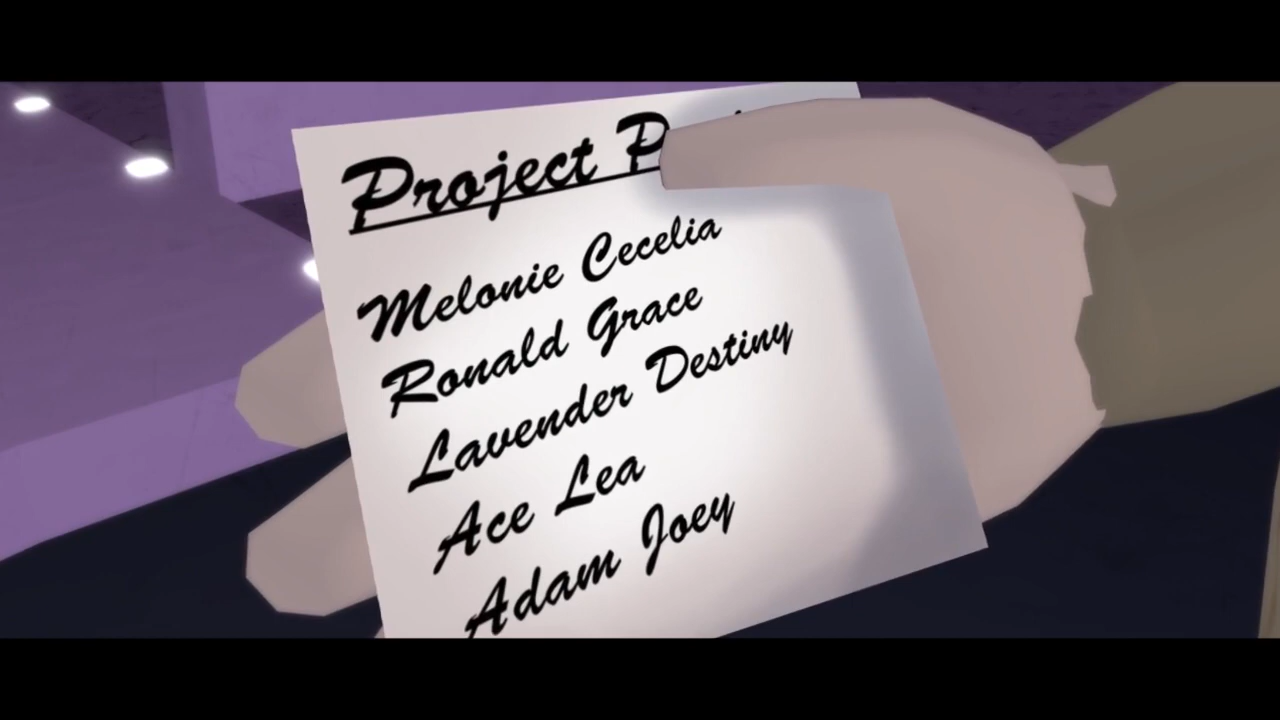 Project
Melonie Cecelia
Ronald Grace
Lavender Destiny
Ace Lea
Adam Joey